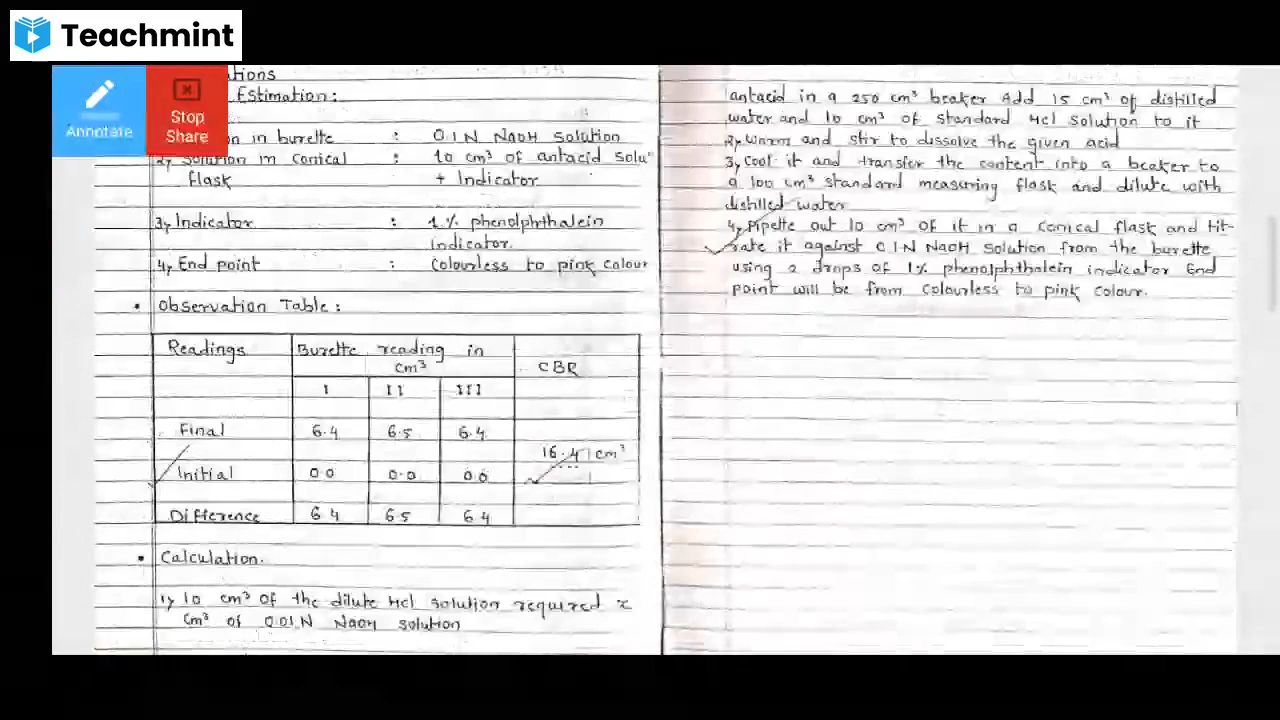 Teachmint
Annotate
Stop
Share
ations
Estimation:
on in burette : 0.1 N NaOH solution
2, Solution in Conical : 10 cm³ of antacid solu
flask + Indicator
3, Indicator : 1% phenolphthalein
indicator.
4, End point : Colourless to pink colour
• Observation Table :
Readings Burette reading in cm³ CBR
I II III
Final 6.4 6.5 6.4
16.4 cm³
Initial 0.0 0.0 0.0
Difference 6.4 6.5 6.4
• Calculation.
1, 10 cm³ of the dilute Hcl solution required x
cm³ of 0.01 N NaOH solution
antacid in a 250 cm³ beaker Add 15 cm³ of distilled
water and 10 cm³ of standard Hcl solution to it
2, Warm and stir to dissolve the given acid
3, Cool it and transfer the content into a beaker to
a 100 cm³ standard measuring flask and dilute with
distilled water
4, Pipette out 10 cm³ of it in a conical flask and tit-
rate it against 0.1N NaOH solution from the burette
using 2 drops of 1% phenolphthalein indicator End
point will be from colourless to pink colour.